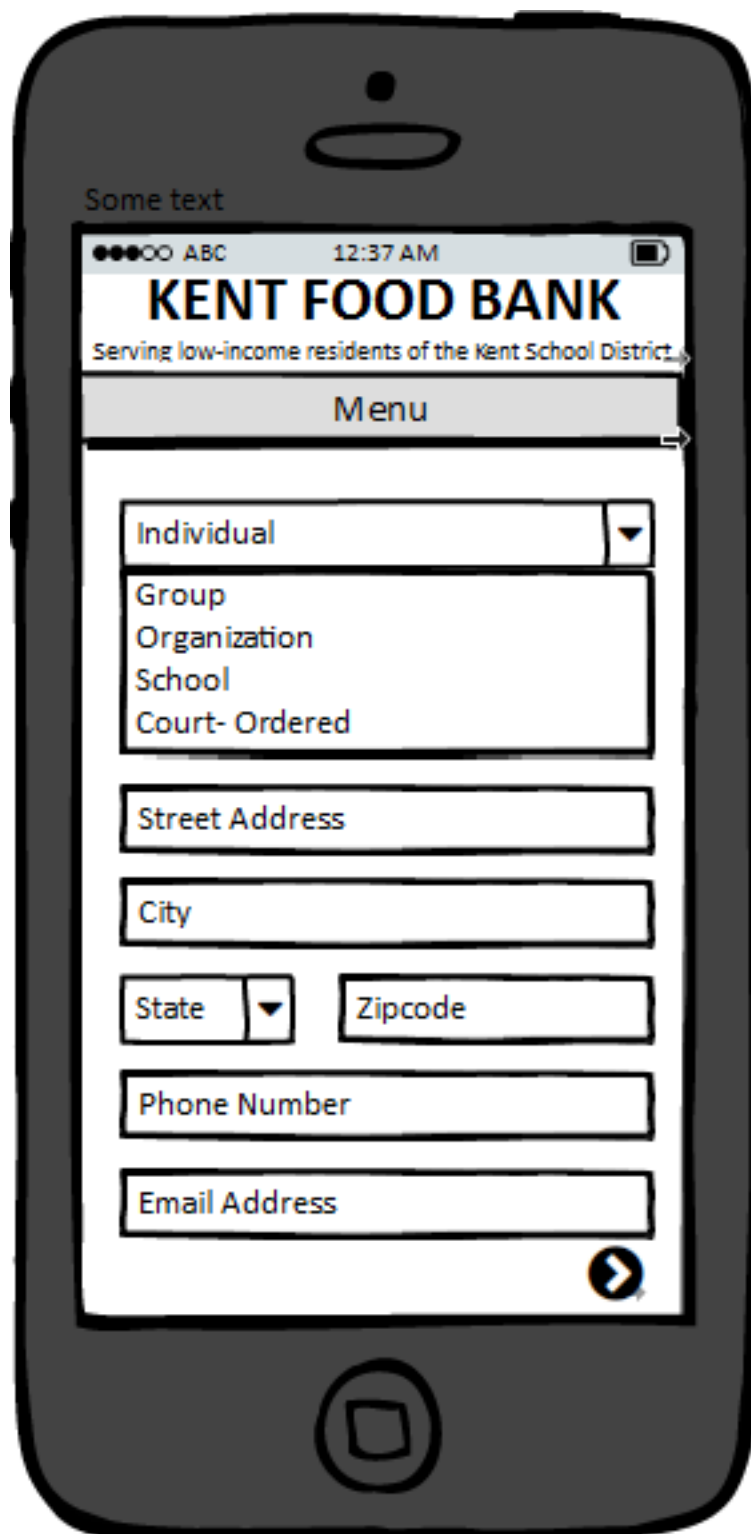 Some text
ABC 12:37 AM
KENT FOOD BANK
Serving low-income residents of the Kent School District
Menu
Individual
Group
Organization
School
Court- Ordered
Street Address
City
State Zipcode
Phone Number
Email Address